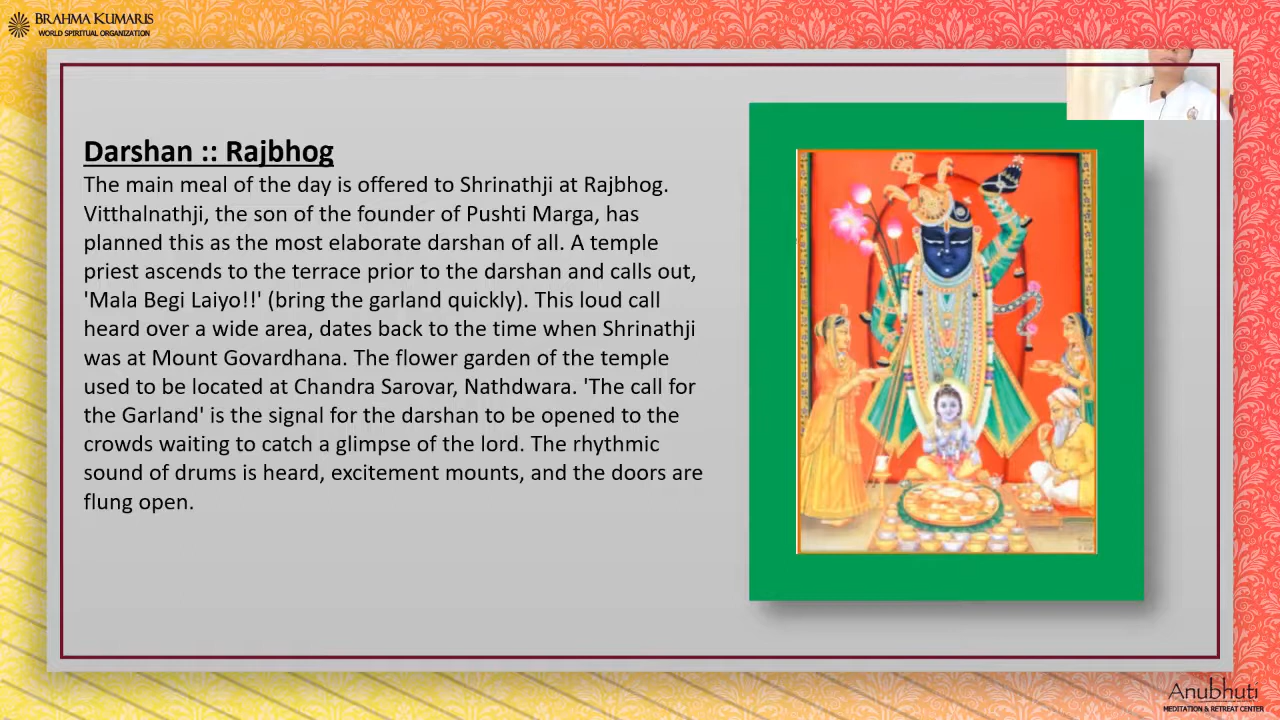 BRAHMA KUMARIS
WORLD SPIRITUAL ORGANIZATION
Darshan :: Rajbhog
The main meal of the day is offered to Shrinathji at Rajbhog.
Vitthalnathji, the son of the founder of Pushti Marga, has
planned this as the most elaborate darshan of all. A temple
priest ascends to the terrace prior to the darshan and calls out,
'Mala Begi Laiyo!!' (bring the garland quickly). This loud call
heard over a wide area, dates back to the time when Shrinathji
was at Mount Govardhana. The flower garden of the temple
used to be located at Chandra Sarovar, Nathdwara. 'The call for
the Garland' is the signal for the darshan to be opened to the
crowds waiting to catch a glimpse of the lord. The rhythmic
sound of drums is heard, excitement mounts, and the doors are
flung open.
Anubhuti
MEDITATION & RETREAT CENTER